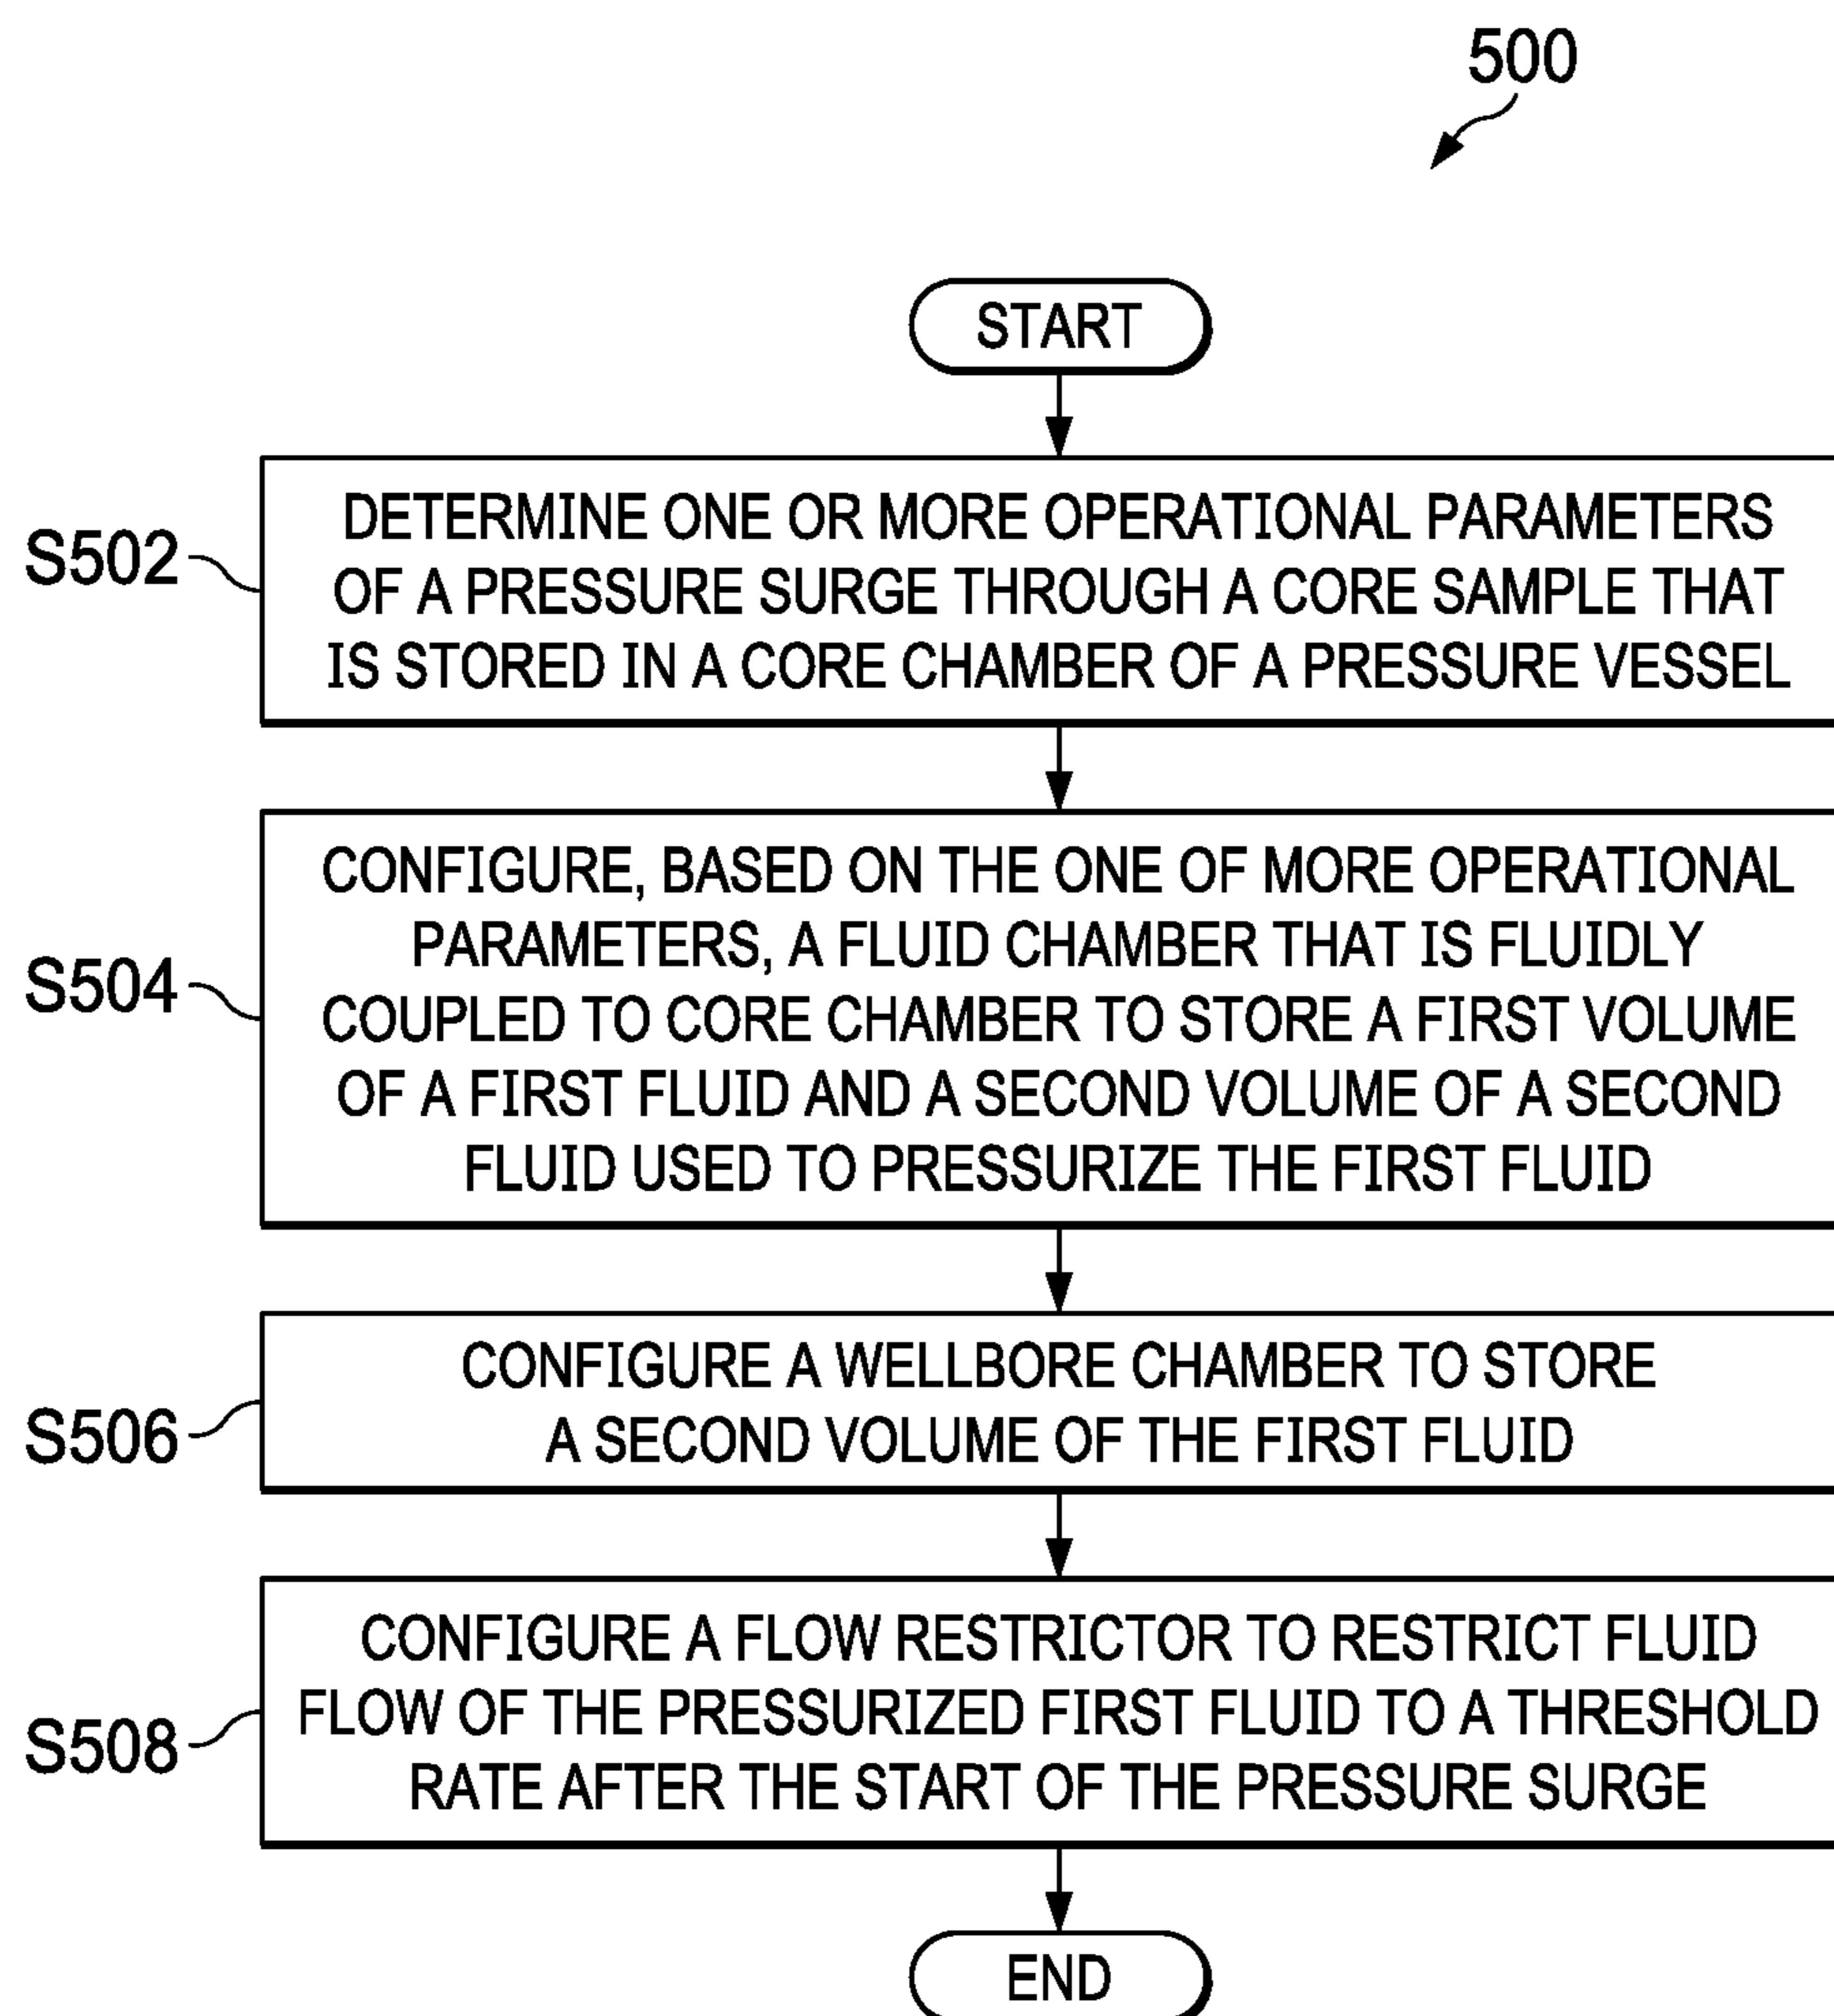 500
START
S502
DETERMINE ONE OR MORE OPERATIONAL PARAMETERS
OF A PRESSURE SURGE THROUGH A CORE SAMPLE THAT
IS STORED IN A CORE CHAMBER OF A PRESSURE VESSEL
S504
CONFIGURE, BASED ON THE ONE OF MORE OPERATIONAL
PARAMETERS, A FLUID CHAMBER THAT IS FLUIDLY
COUPLED TO CORE CHAMBER TO STORE A FIRST VOLUME
OF A FIRST FLUID AND A SECOND VOLUME OF A SECOND
FLUID USED TO PRESSURIZE THE FIRST FLUID
S506
CONFIGURE A WELLBORE CHAMBER TO STORE
A SECOND VOLUME OF THE FIRST FLUID
S508
CONFIGURE A FLOW RESTRICTOR TO RESTRICT FLUID
FLOW OF THE PRESSURIZED FIRST FLUID TO A THRESHOLD
RATE AFTER THE START OF THE PRESSURE SURGE
END